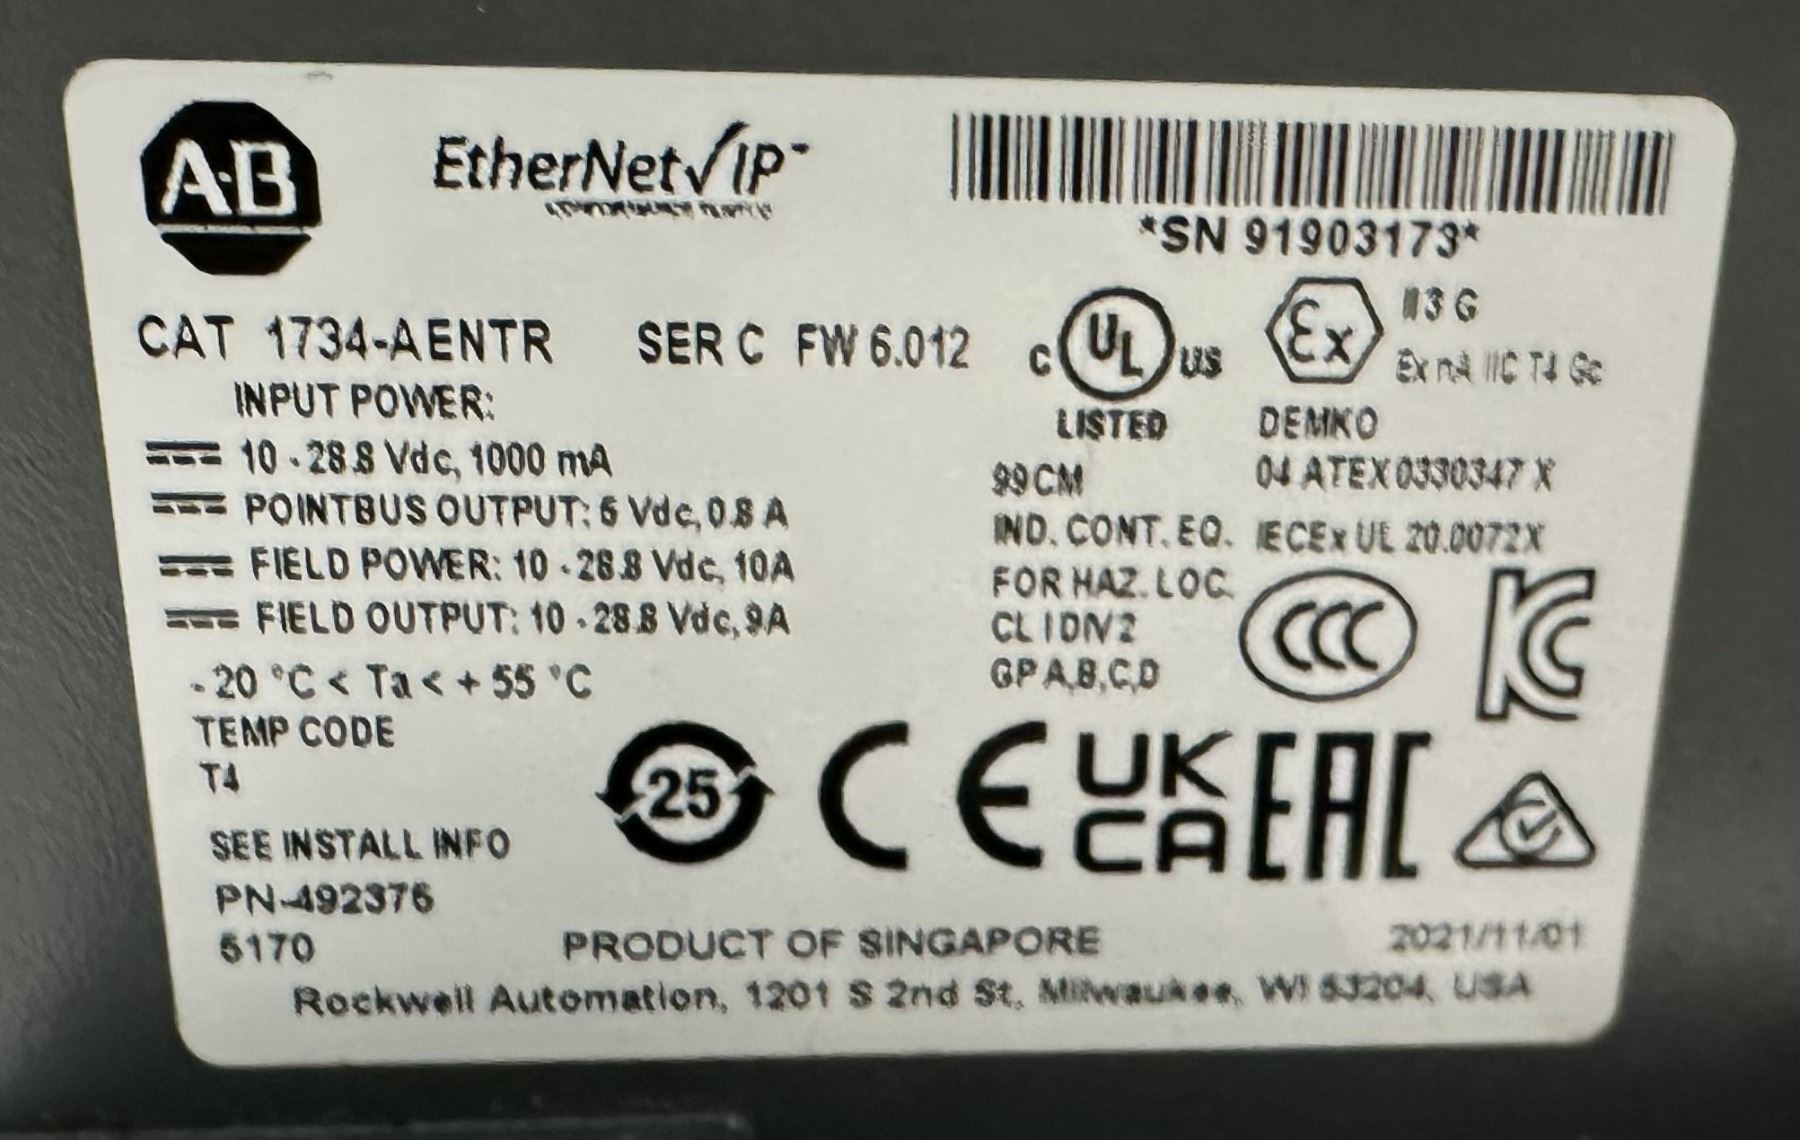 A-B
EtherNet/IP™
*SN 91903173*
CAT 1734-AENTR SER C FW 6.012
INPUT POWER:
10 - 28.8 Vdc, 1000 mA
POINTBUS OUTPUT: 5 Vdc, 0.8 A
FIELD POWER: 10 - 28.8 Vdc, 10A
FIELD OUTPUT: 10 - 28.8 Vdc, 9A
-20 °C < Ta < + 55 °C
TEMP CODE
T4
SEE INSTALL INFO
PN-492376
5170
C UL US
LISTED
99CM
IND. CONT. EQ.
FOR HAZ. LOC.
CL I DIV 2
GP A,B,C,D
Ex II 3 G
Ex nA IIC T4 Gc
DEMKO
04 ATEX 0330347 X
IECEx UL 20.0072X
CCC
KC
25
CE
UK
CA
EAC
PRODUCT OF SINGAPORE
2021/11/01
Rockwell Automation, 1201 S 2nd St, Milwaukee, WI 53204, USA